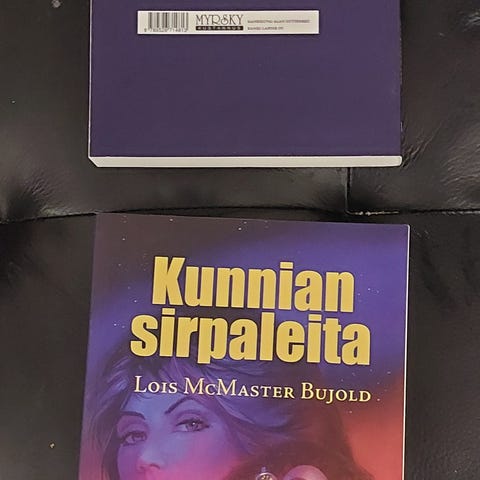 MYRSKY
KUSTANNUS
Kunnian
sirpaleita
LOIS MCMASTER BUJOLD